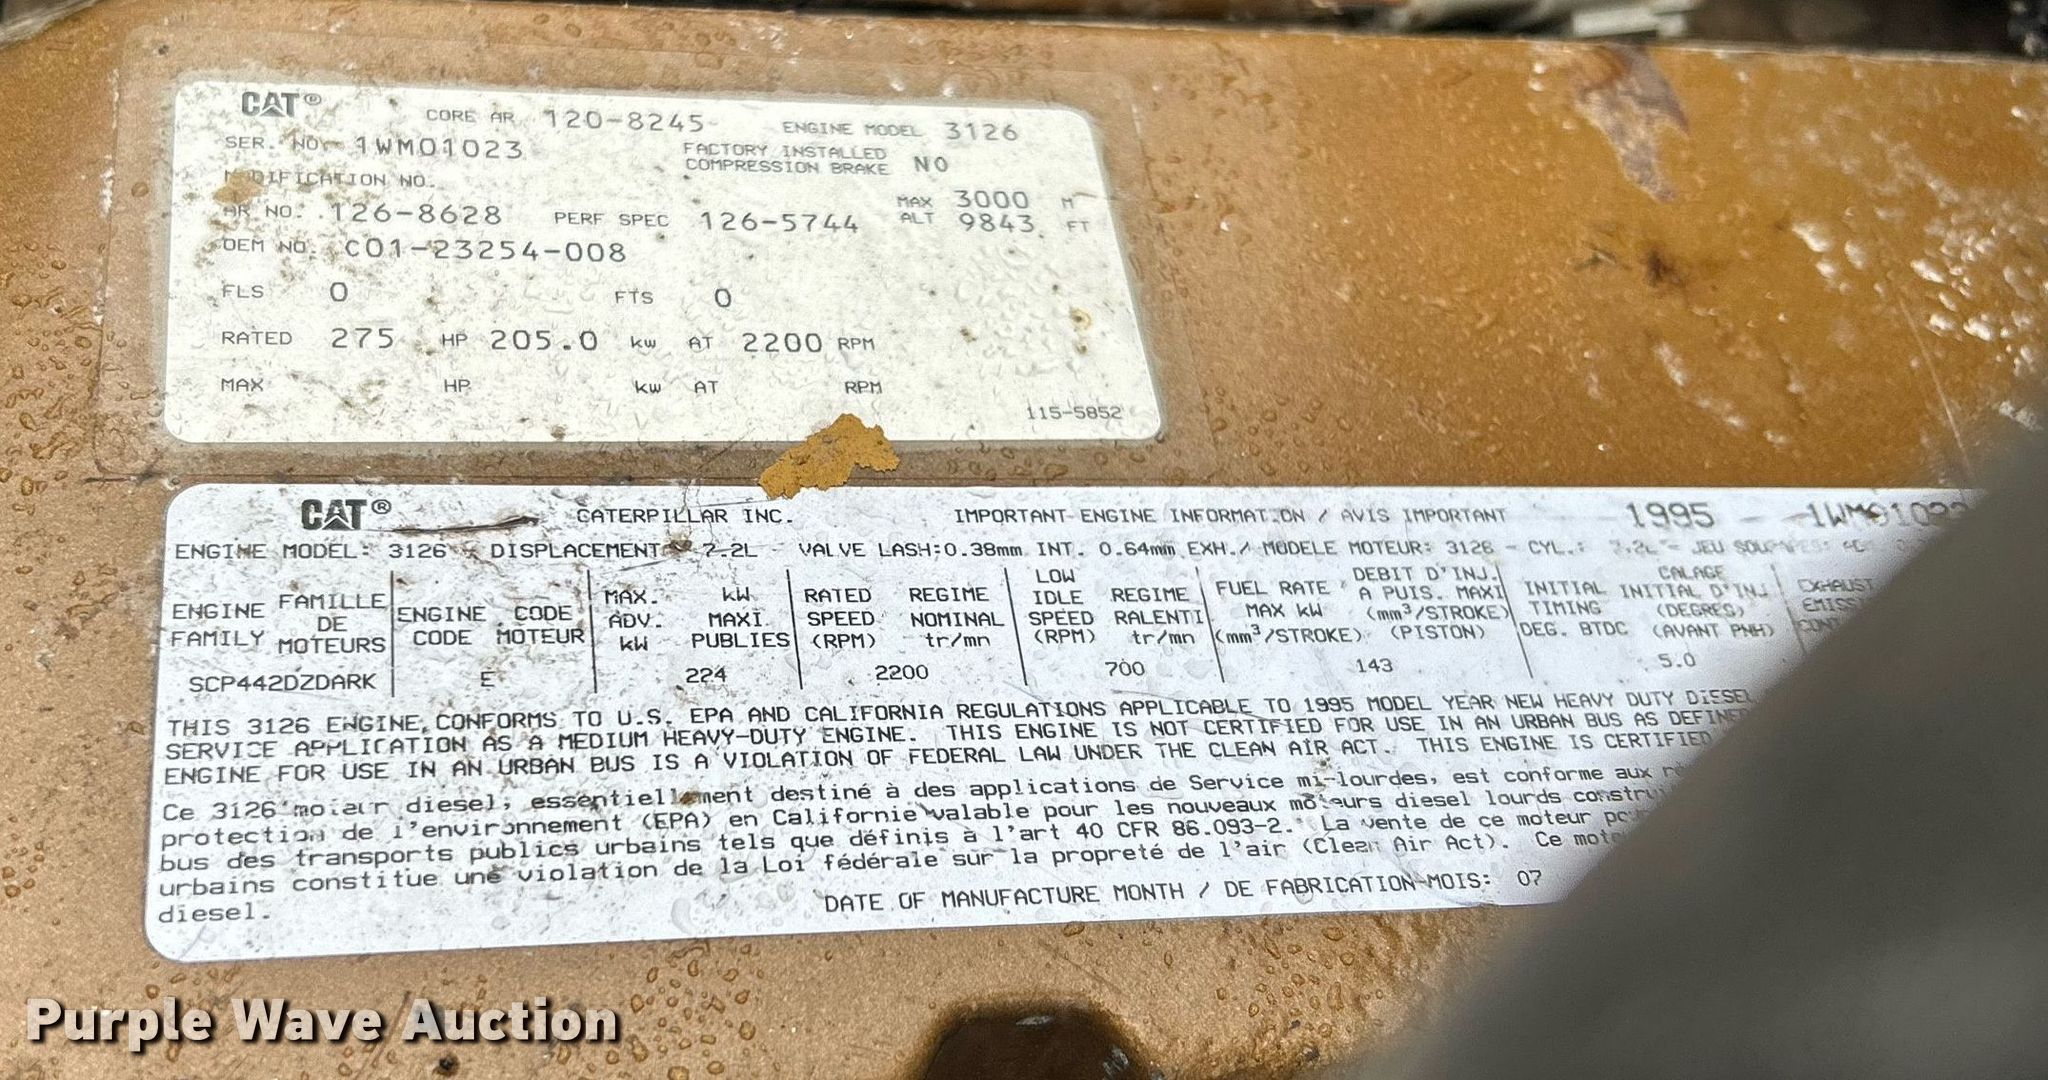 CAT® CORE AR 120-8245 ENGINE MODEL 3126
SER. NO. 1WM01023 FACTORY INSTALLED COMPRESSION BRAKE NO
MODIFICATION NO.
AR NO. 126-8628 PERF SPEC 126-5744 MAX ALT 3000 M 9843 FT
OEM NO. C01-23254-008
FLS 0 FTS 0
RATED 275 HP 205.0 kw AT 2200 RPM
MAX HP kw AT RPM
115-5852
CAT® CATERPILLAR INC. IMPORTANT ENGINE INFORMATION / AVIS IMPORTANT 1995
ENGINE MODEL: 3126 - DISPLACEMENT 7.2L - VALVE LASH:0.38mm INT. 0.64mm EXH./ MODELE MOTEUR: 3126 - CYL.: 7.2L - JEU
ENGINE FAMILY FAMILLE DE MOTEURS ENGINE CODE CODE MOTEUR MAX. ADV. kW kW MAXI PUBLIES RATED SPEED (RPM) REGIME NOMINAL tr/mn LOW IDLE SPEED (RPM) REGIME RALENTI tr/mn FUEL RATE MAX kW (mm³/STROKE) DEBIT D'INJ. A PUIS. MAXI (mm³/STROKE) (PISTON) INITIAL TIMING DEG. BTDC CALAGE INITIAL D'INJ (DEGRES) (AVANT PMH) EXHAUST
SCP442DZDARK E 224 2200 700 143 5.0
THIS 3126 ENGINE CONFORMS TO U.S. EPA AND CALIFORNIA REGULATIONS APPLICABLE TO 1995 MODEL YEAR NEW HEAVY DUTY DIESEL
SERVICE APPLICATION AS A MEDIUM HEAVY-DUTY ENGINE. THIS ENGINE IS NOT CERTIFIED FOR USE IN AN URBAN BUS AS DEFINED
ENGINE FOR USE IN AN URBAN BUS IS A VIOLATION OF FEDERAL LAW UNDER THE CLEAN AIR ACT. THIS ENGINE IS CERTIFIED
Ce 3126 moteur diesel, essentiellement destiné à des applications de Service mi-lourdes, est conforme aux
protection de l'environnement (EPA) en Californie valable pour les nouveaux moteurs diesel lourds
bus des transports publics urbains tels que définis à l'art 40 CFR 86.093-2. La vente de ce moteur
urbains constitue une violation de la Loi fédérale sur la propreté de l'air (Clean Air Act). Ce
diesel.
DATE OF MANUFACTURE MONTH / DE FABRICATION-MOIS: 07
Purple Wave Auction